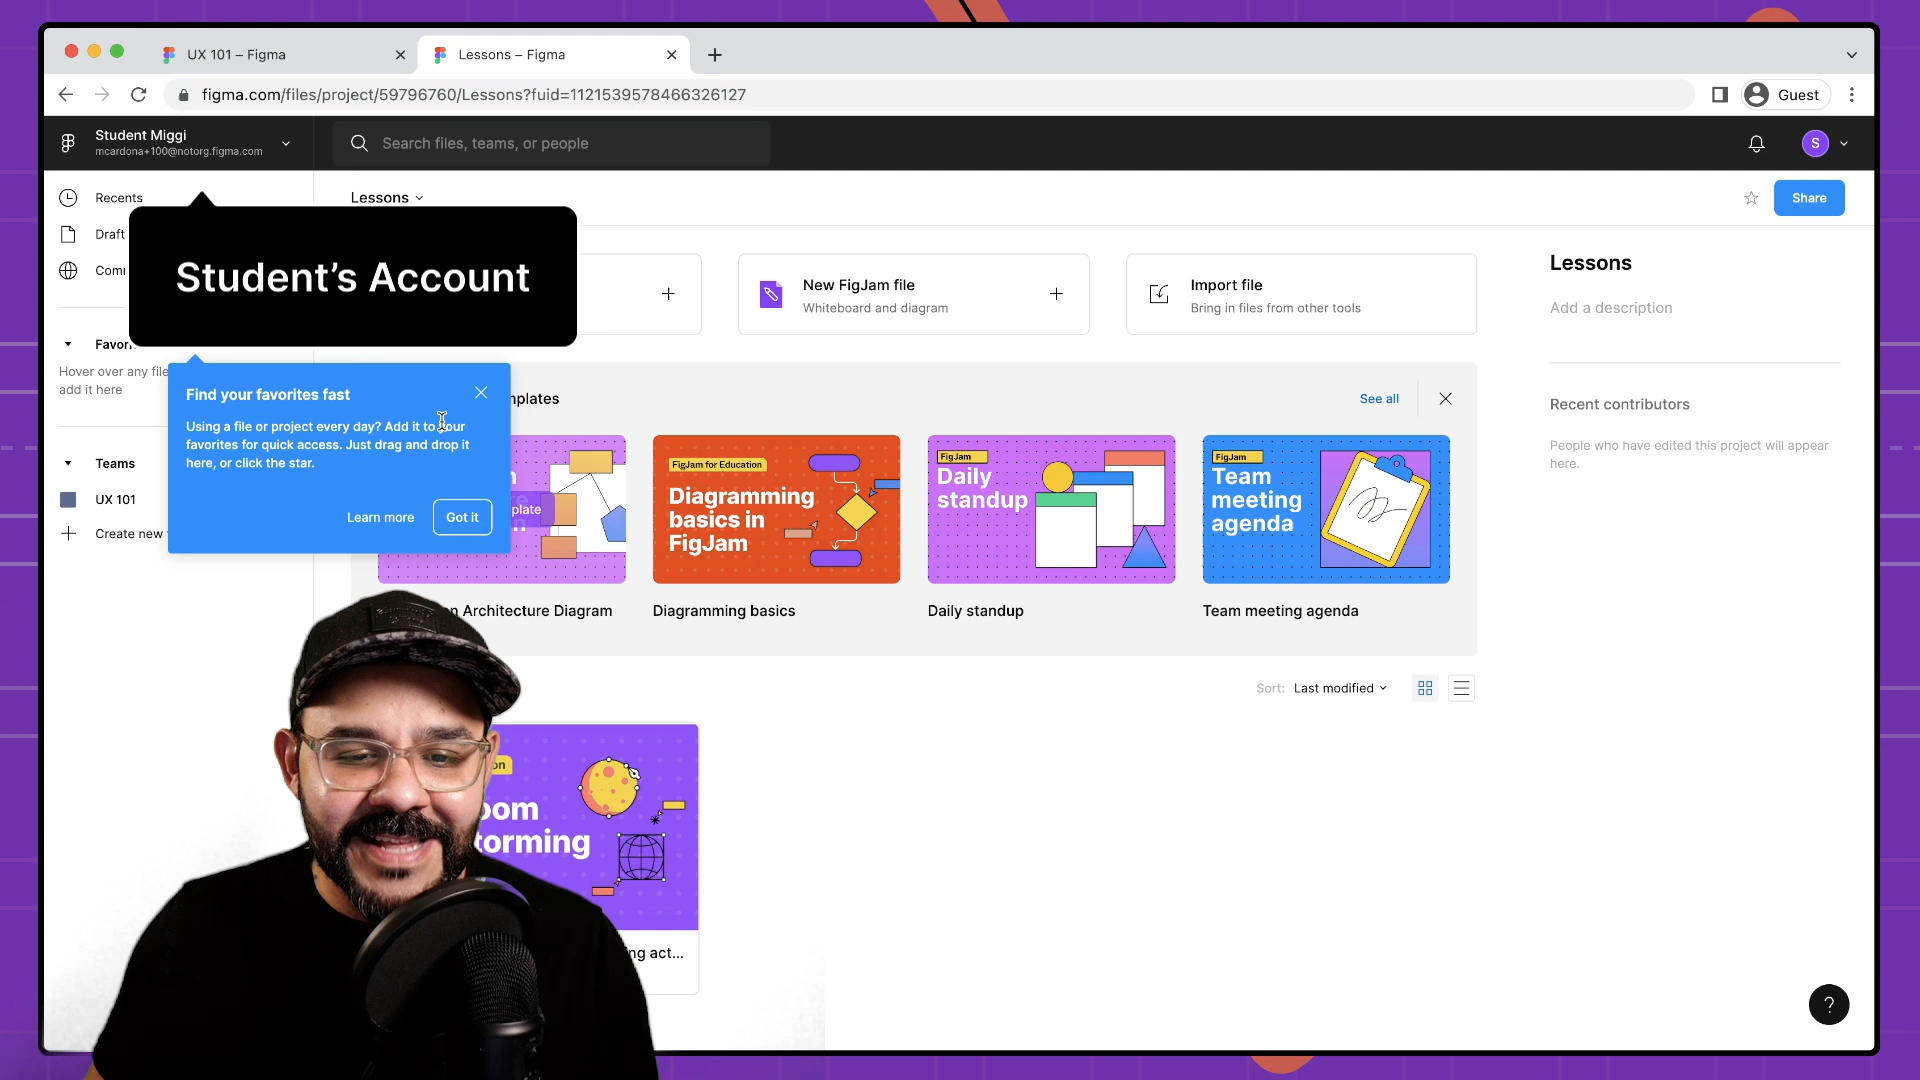 UX 101 – Figma
Lessons – Figma
figma.com/files/project/59796760/Lessons?fuid=1121539578466326127
Guest
Student Miggi
mcardona+100@notorg.figma.com
Search files, teams, or people
S
Recents
Lessons
Share
Draft
Student’s Account
Lessons
New FigJam file
Whiteboard and diagram
Import file
Bring in files from other tools
Add a description
Hover over any file
add it here
Find your favorites fast
Using a file or project every day? Add it to your
favorites for quick access. Just drag and drop it
here, or click the star.
Learn more
Got it
See all
Recent contributors
People who have edited this project will appear
here.
Teams
UX 101
Create new
FigJam for Education
Diagramming
basics in
FigJam
FigJam
Daily
standup
FigJam
Team
meeting
agenda
Architecture Diagram
Diagramming basics
Daily standup
Team meeting agenda
Sort:
Last modified
act...
?